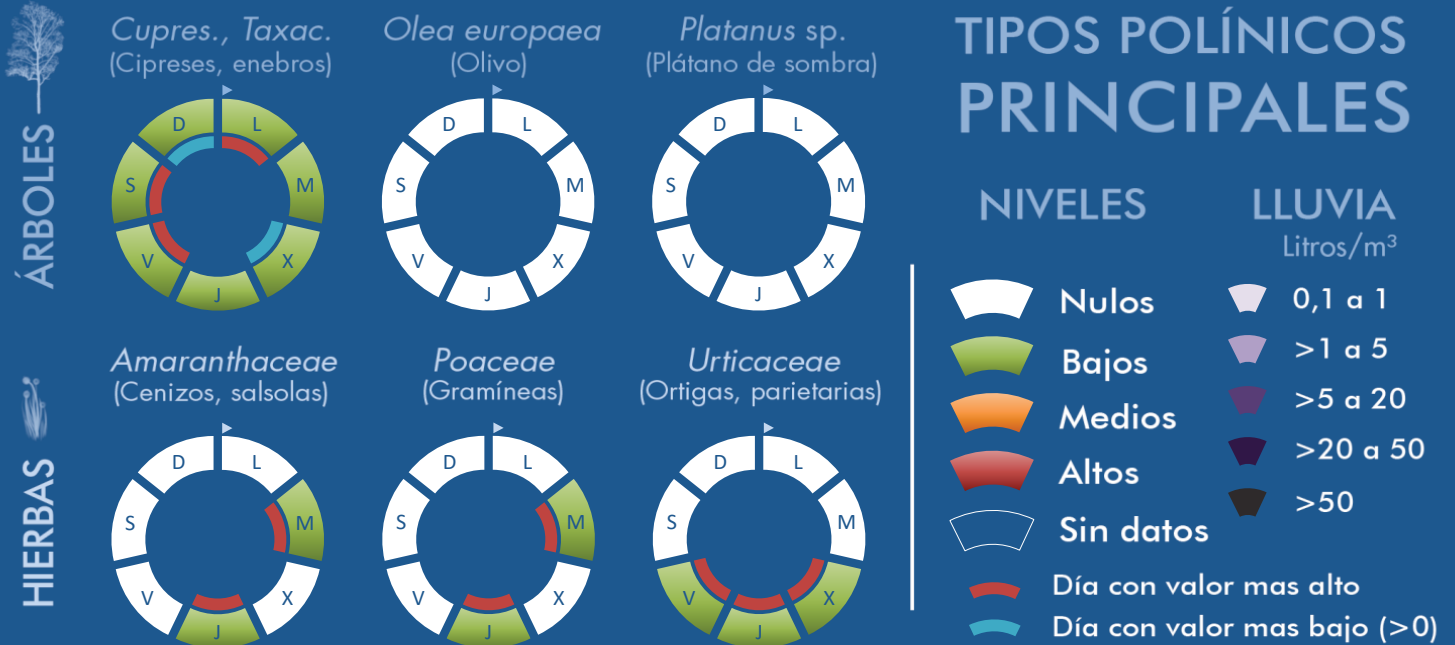 ÁRBOLES
Cupres., Taxac.
(Cipreses, enebros)
D
L
S
M
V
X
J
Olea europaea
(Olivo)
D
L
S
M
V
X
J
Platanus sp.
(Plátano de sombra)
D
L
S
M
V
X
J
HIERBAS
Amaranthaceae
(Cenizos, salsolas)
D
L
S
M
V
X
J
Poaceae
(Gramíneas)
D
L
S
M
V
X
J
Urticaceae
(Ortigas, parietarias)
D
L
S
M
V
X
J
TIPOS POLÍNICOS
PRINCIPALES
NIVELES
Nulos
Bajos
Medios
Altos
Sin datos
Día con valor mas alto
Día con valor mas bajo (>0)
LLUVIA
Litros/m³
0,1 a 1
>1 a 5
>5 a 20
>20 a 50
>50